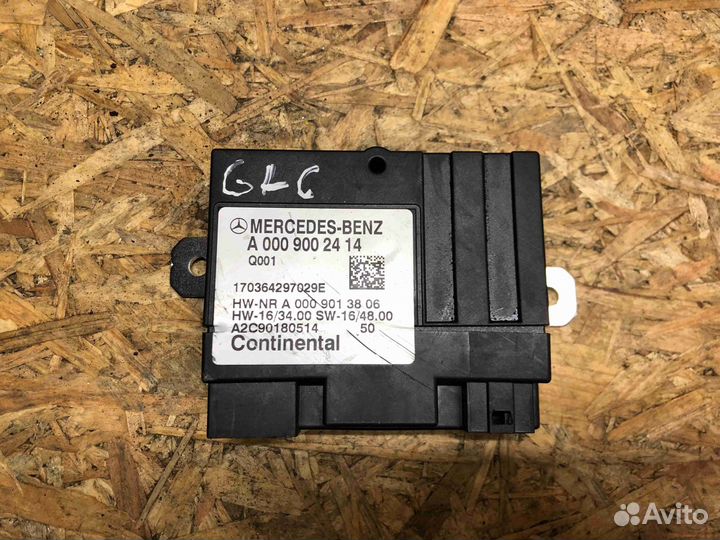 GLC
MERCEDES-BENZ
A 000 900 24 14
Q001
170364297029E
HW-NR A 000 901 38 06
HW-16/34.00 SW-16/48.00
A2C90180514 50
Continental
Avito